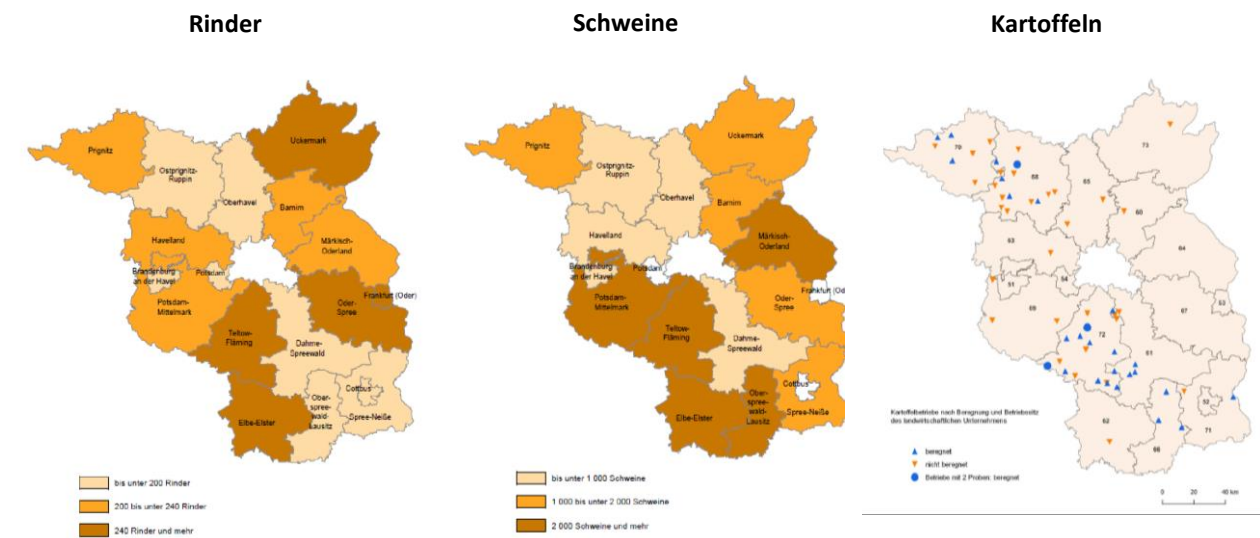 Rinder
Schweine
Kartoffeln
Prignitz
Ostprignitz-
Ruppin
Oberhavel
Uckermark
Barnim
Havelland
Märkisch-
Oderland
Brandenburg
an der Havel
Potsdam
Potsdam-
Mittelmark
Oder-
Spree
Frankfurt (Oder)
Teltow-
Fläming
Dahme-
Spreewald
Cottbus
Ober-
spree-
wald-
Lausitz
Spree-Neiße
Elbe-Elster
bis unter 200 Rinder
200 bis unter 240 Rinder
240 Rinder und mehr
Prignitz
Ostprignitz-
Ruppin
Oberhavel
Uckermark
Barnim
Havelland
Märkisch-
Oderland
Brandenburg
an der Havel
Potsdam
Potsdam-
Mittelmark
Oder-
Spree
Frankfurt (Od
Teltow-
Fläming
Dahme-
Spreewald
Cottbus
Ober-
spree-
wald-
Lausitz
Spree-Neiße
Elbe-Elster
bis unter 1 000 Schweine
1 000 bis unter 2 000 Schweine
2 000 Schweine und mehr
73
70
68
65
60
63
64
54
51
69
67
53
72
61
52
62
71
66
Kartoffelbetriebe nach Beregnung und Betriebssitz
des landwirtschaftlichen Unternehmens
beregnet
nicht beregnet
Betriebe mit 2 Proben: beregnet
0 20 40 km